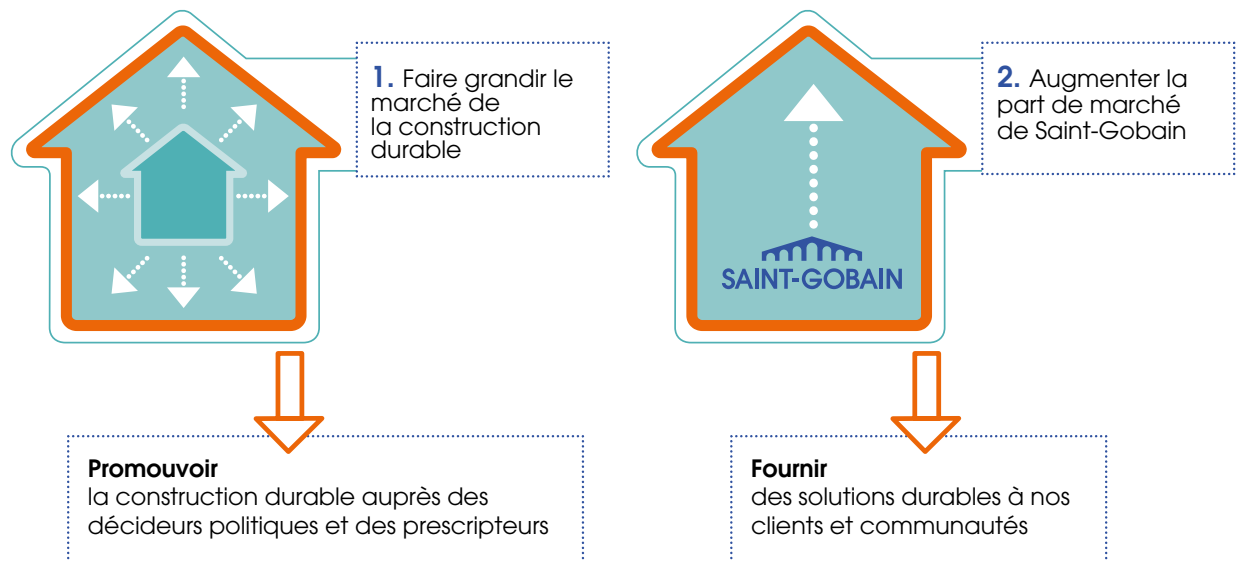 1. Faire grandir le
marché de
la construction
durable
2. Augmenter la
part de marché
de Saint-Gobain
SAINT-GOBAIN
Promouvoir
la construction durable auprès des
décideurs politiques et des prescripteurs
Fournir
des solutions durables à nos
clients et communautés